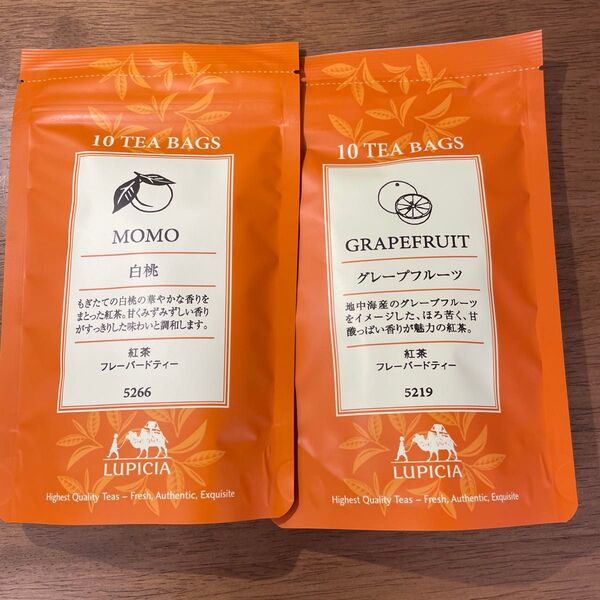 10 TEA BAGS
MOMO
白桃
もぎたての白桃の華やかな香りを
まとった紅茶。甘くみずみずしい香り
がすっきりした味わいと調和します。
紅茶
フレーバードティー
5266
LUPICIA
Highest Quality Teas – Fresh, Authentic, Exquisite
10 TEA BAGS
GRAPEFRUIT
グレープフルーツ
地中海産のグレープフルーツ
をイメージした、ほろ苦く、甘
酸っぱい香りが魅力の紅茶。
紅茶
フレーバードティー
5219
LUPICIA
Highest Quality Teas – Fresh, Authentic, Exquisite